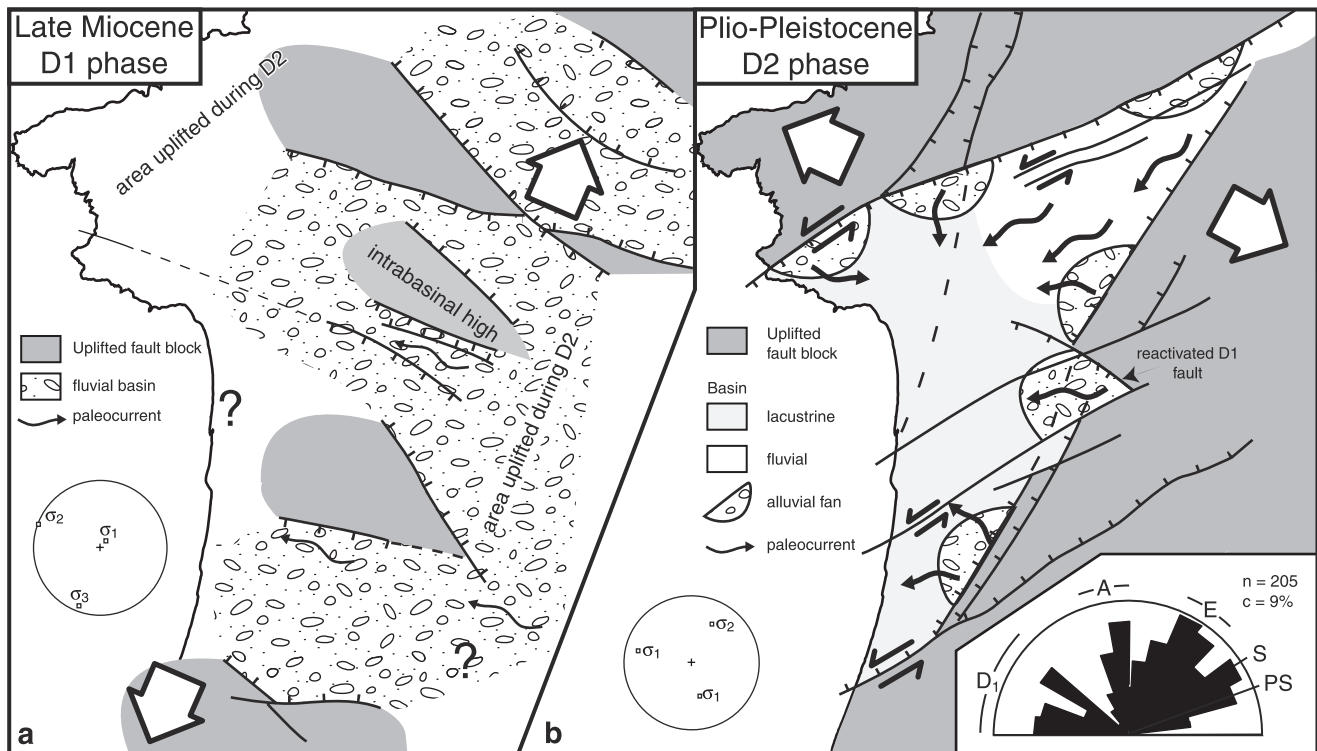 Late Miocene
D1 phase
area uplifted during D2
intrabasinal high
area uplifted during D2
Uplifted fault block
fluvial basin
paleocurrent
?
?
σ2
σ1
σ3
a
Plio-Pleistocene
D2 phase
reactivated D1
fault
Uplifted
fault block
Basin
lacustrine
fluvial
alluvial fan
paleocurrent
σ2
σ1
σ1
b
n = 205
c = 9%
A
E
S
PS
D1